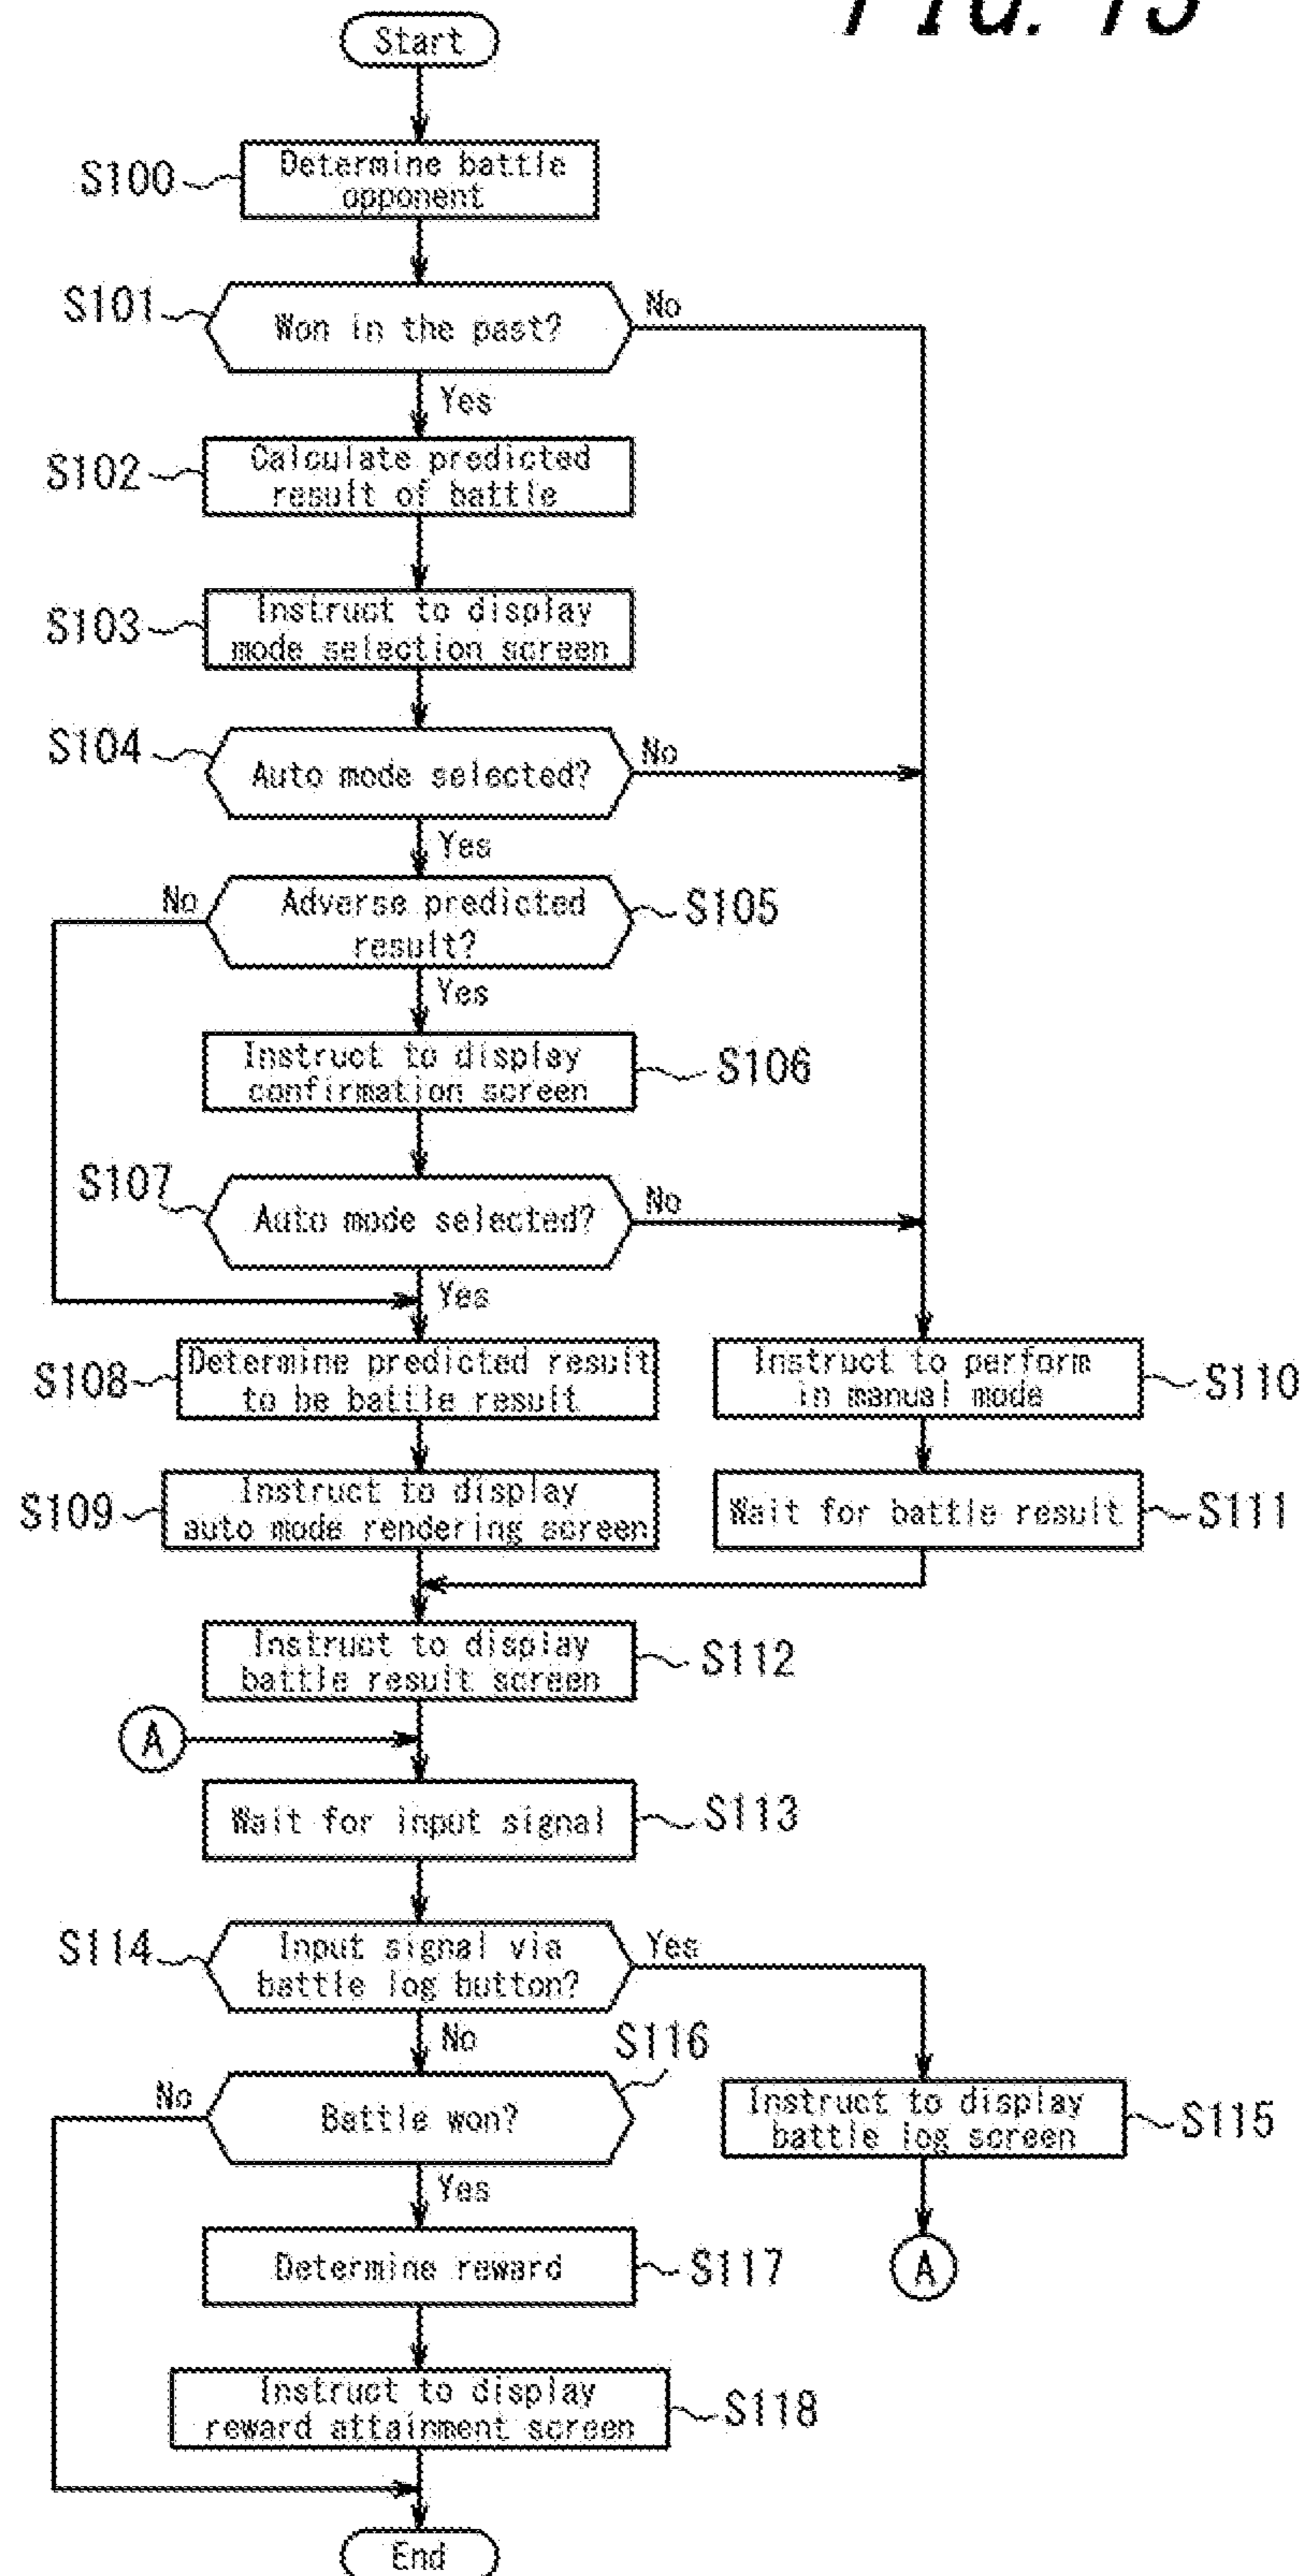 FIG. 13
Start
S100
Determine battle
opponent
S101
Won in the past?
No
Yes
S102
Calculate predicted
result of battle
S103
Instruct to display
mode selection screen
S104
Auto mode selected?
No
Yes
No
Adverse predicted
result?
S105
Yes
Instruct to display
confirmation screen
S106
S107
Auto mode selected?
No
Yes
S108
Determine predicted result
to be battle result
Instruct to perform
in manual mode
S110
S109
Instruct to display
auto mode rendering screen
Wait for battle result
S111
Instruct to display
battle result screen
S112
A
Wait for input signal
S113
S114
Input signal via
battle log button?
Yes
No
S116
No
Battle won?
Instruct to display
battle log screen
S115
Yes
Determine reward
S117
A
Instruct to display
reward attainment screen
S118
End